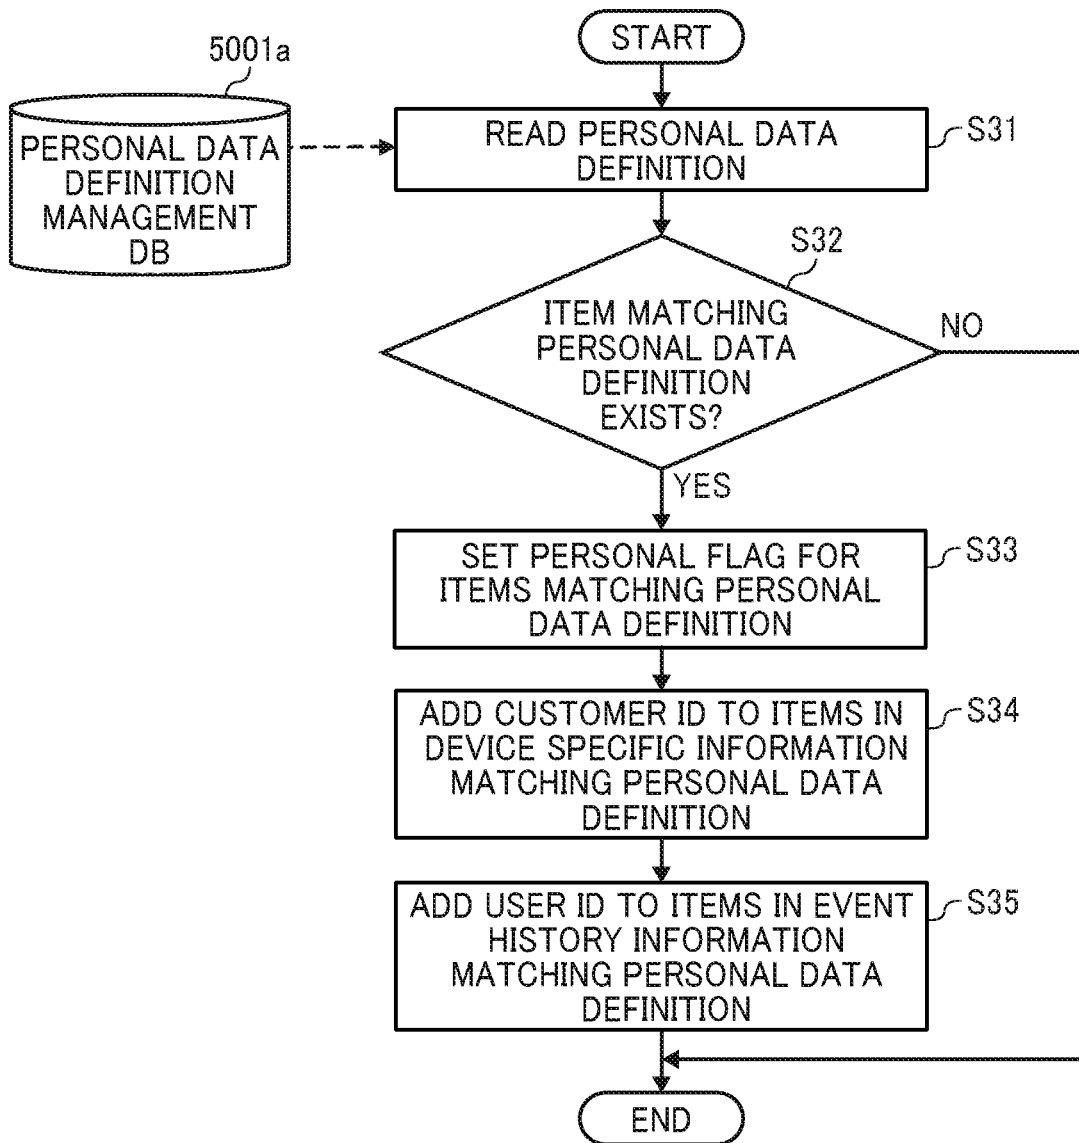 START
5001a
PERSONAL DATA
DEFINITION
MANAGEMENT
DB
READ PERSONAL DATA
DEFINITION
S31
S32
ITEM MATCHING
PERSONAL DATA
DEFINITION
EXISTS?
NO
YES
SET PERSONAL FLAG FOR
ITEMS MATCHING PERSONAL
DATA DEFINITION
S33
ADD CUSTOMER ID TO ITEMS IN
DEVICE SPECIFIC INFORMATION
MATCHING PERSONAL DATA
DEFINITION
S34
ADD USER ID TO ITEMS IN EVENT
HISTORY INFORMATION
MATCHING PERSONAL DATA
DEFINITION
S35
END